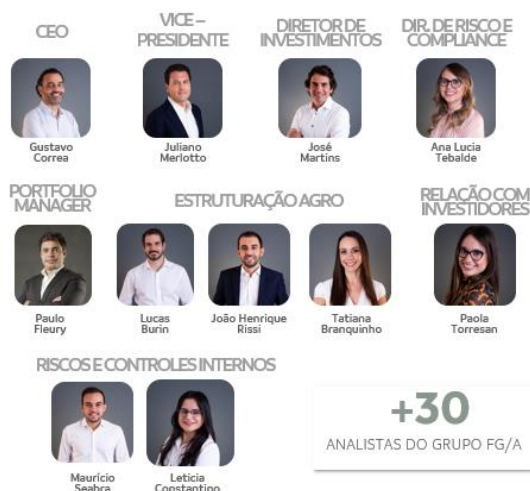 CEO
VICE –
PRESIDENTE
DIRETOR DE
INVESTIMENTOS
DIR. DE RISCO E
COMPLIANCE
Gustavo
Correa
Juliano
Merlotto
José
Martins
Ana Lucia
Tebalde
PORTFOLIO
MANAGER
ESTRUTURAÇÃO AGRO
RELAÇÃO COM
INVESTIDORES
Paulo
Fleury
Lucas
Burin
João Henrique
Rissi
Tatiana
Branquinho
Paola
Torresan
RISCOS E CONTROLES INTERNOS
Maurício
Seabra
Leticia
Constantino
+30
ANALISTAS DO GRUPO FG/A